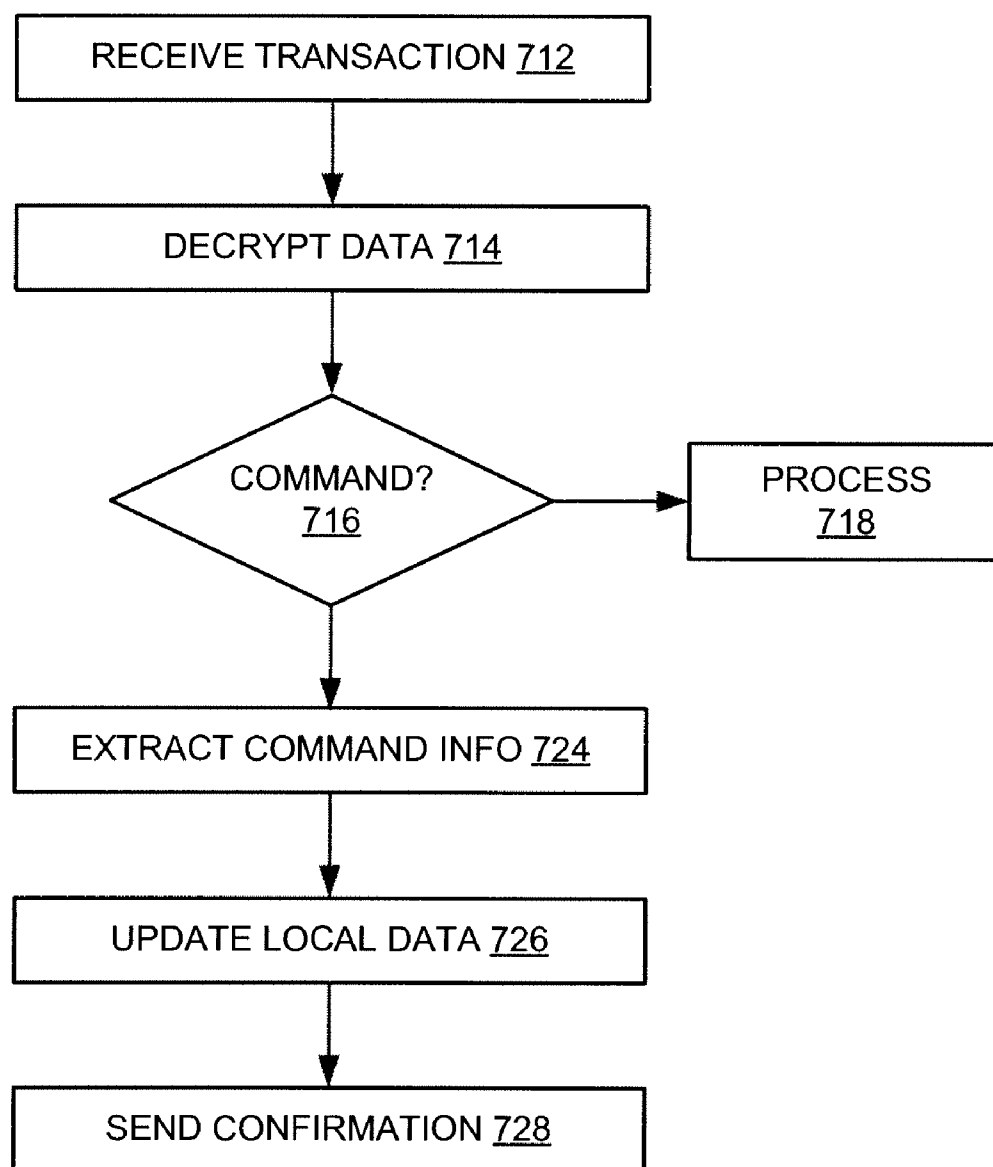 RECEIVE TRANSACTION 712
DECRYPT DATA 714
COMMAND?
716
PROCESS
718
EXTRACT COMMAND INFO 724
UPDATE LOCAL DATA 726
SEND CONFIRMATION 728